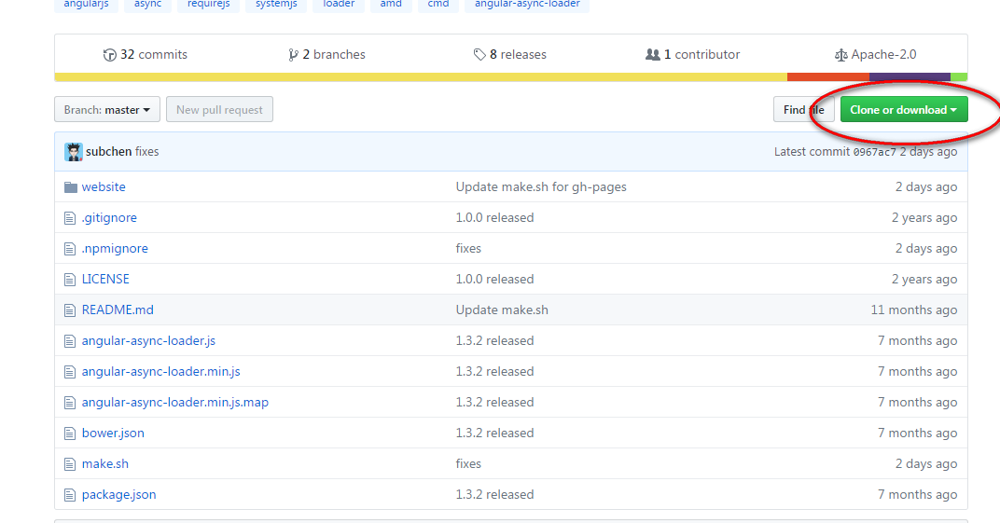 angularjs async requirejs systemjs loader amd cmd angular-async-loader
32 commits 2 branches 8 releases 1 contributor Apache-2.0
Branch: master New pull request Find file Clone or download
subchen fixes Latest commit 0967ac7 2 days ago
website Update make.sh for gh-pages 2 days ago
.gitignore 1.0.0 released 2 years ago
.npmignore fixes 2 days ago
LICENSE 1.0.0 released 2 years ago
README.md Update make.sh 11 months ago
angular-async-loader.js 1.3.2 released 7 months ago
angular-async-loader.min.js 1.3.2 released 7 months ago
angular-async-loader.min.js.map 1.3.2 released 7 months ago
bower.json 1.3.2 released 7 months ago
make.sh fixes 2 days ago
package.json 1.3.2 released 7 months ago